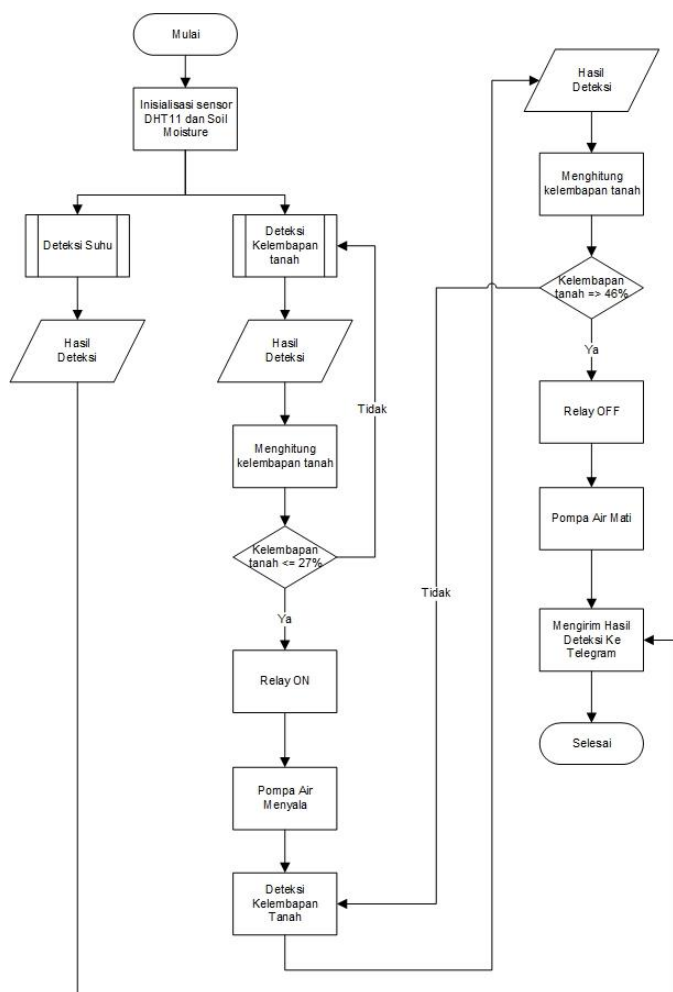 Mulai
Inisialisasi sensor
DHT11 dan Soil
Moisture
Deteksi Suhu
Hasil
Deteksi
Deteksi
Kelembapan
tanah
Hasil
Deteksi
Tidak
Menghitung
kelembapan tanah
Kelembapan
tanah <= 27%
Ya
Relay ON
Pompa Air
Menyala
Deteksi
Kelembapan
Tanah
Hasil
Deteksi
Menghitung
kelembapan tanah
Kelembapan
tanah => 46%
Tidak
Ya
Relay OFF
Pompa Air Mati
Mengirim Hasil
Deteksi Ke
Telegram
Selesai